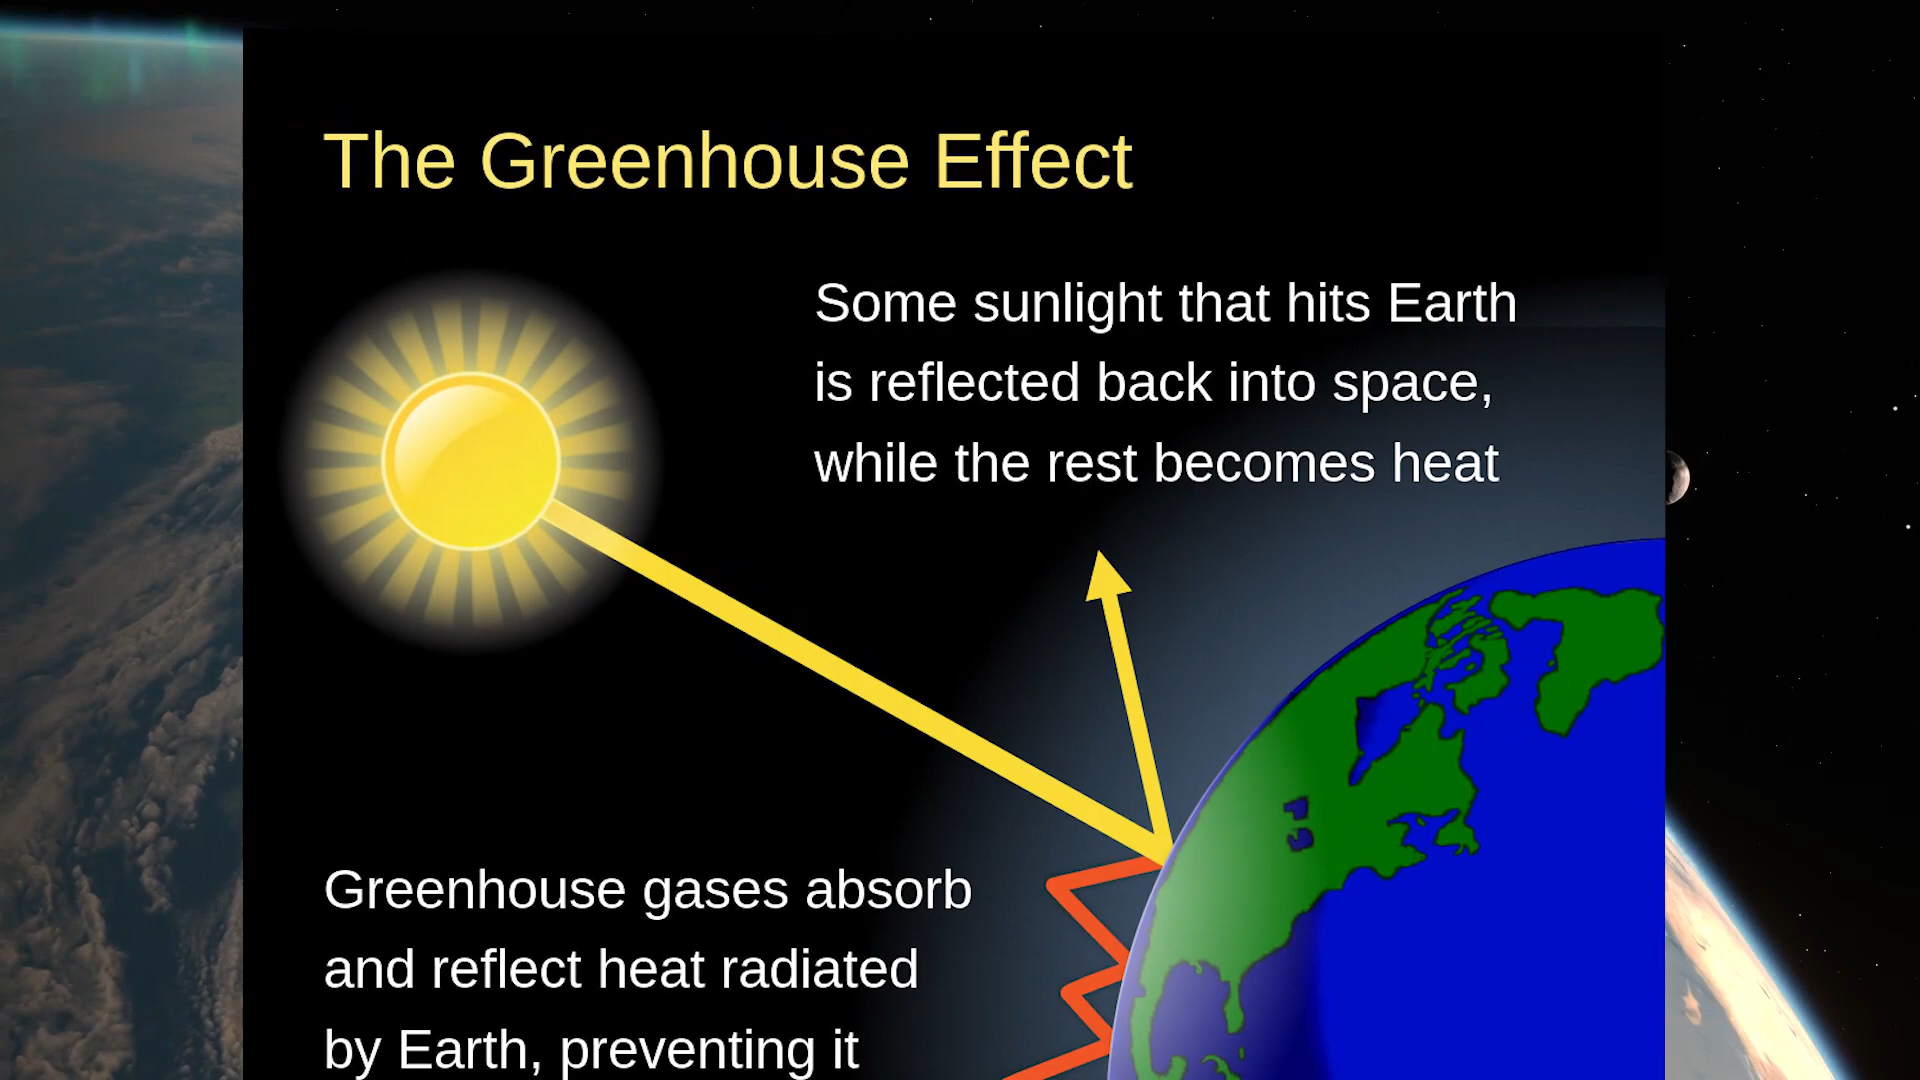 The Greenhouse Effect
Some sunlight that hits Earth
is reflected back into space,
while the rest becomes heat
Greenhouse gases absorb
and reflect heat radiated
by Earth, preventing it